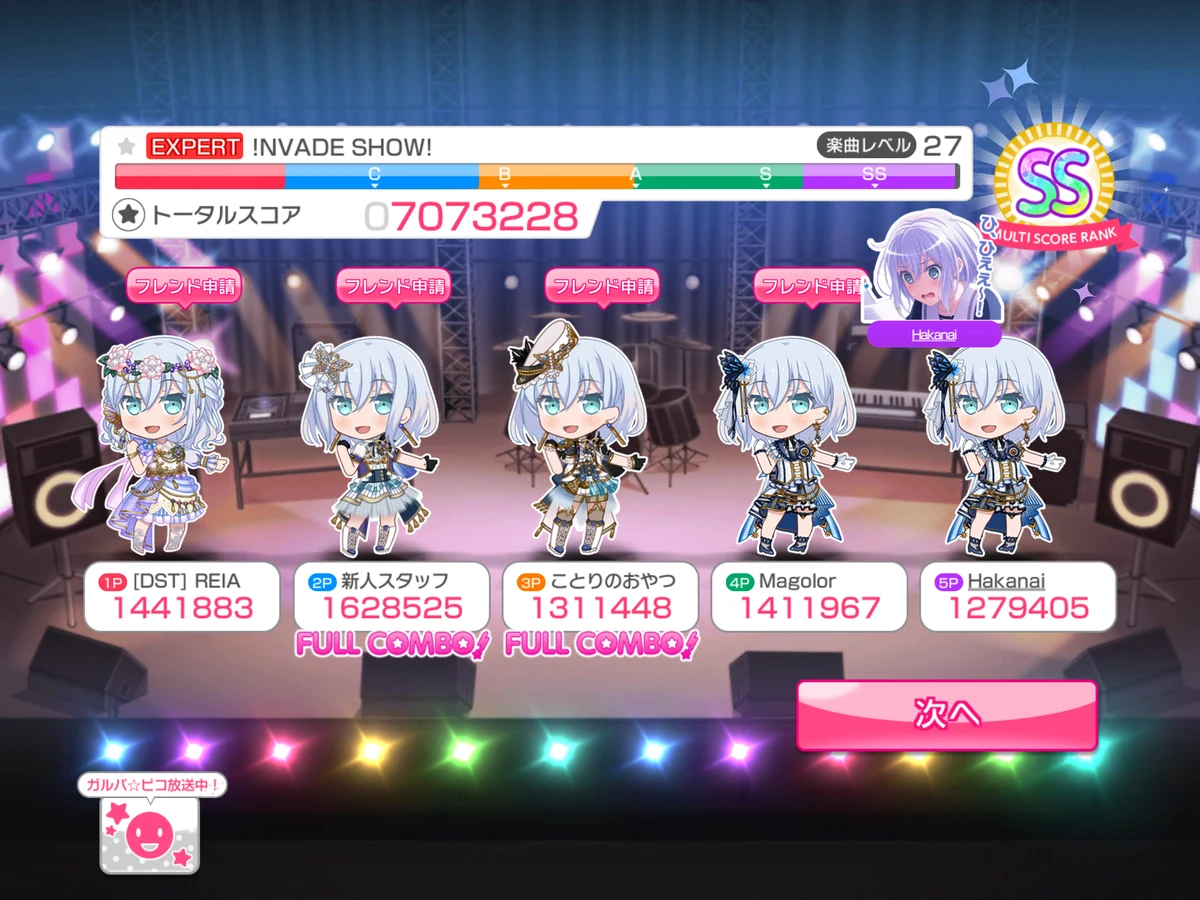 EXPERT !NVADE SHOW! 楽曲レベル 27
C B A S SS
トータルスコア 07073228
SS
MULTI SCORE RANK
ひ、ひええ～！
Hakanai
フレンド申請 フレンド申請 フレンド申請 フレンド申請
1P [DST] REIA 2P 新人スタッフ 3P ことりのおやつ 4P Magolor 5P Hakanai
1441883 1628525 1311448 1411967 1279405
FULL COMBO! FULL COMBO!
次へ
ガルパ☆ピコ放送中！